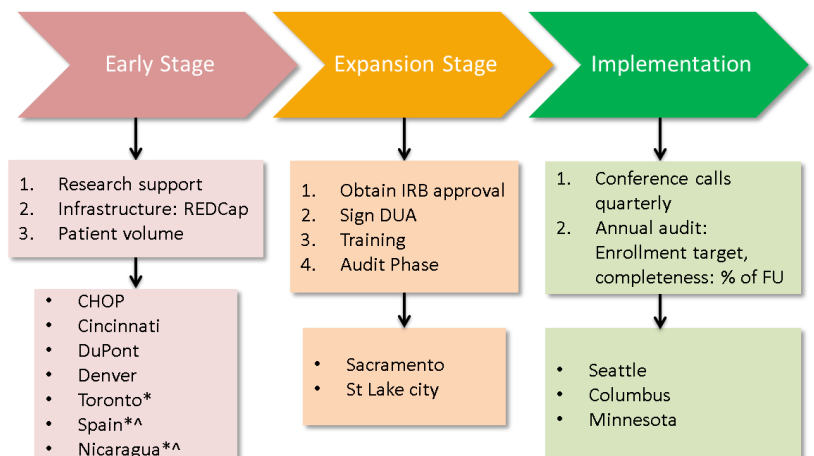 Early Stage
Expansion Stage
Implementation
1. Research support
2. Infrastructure: REDCap
3. Patient volume
• CHOP
• Cincinnati
• DuPont
• Denver
• Toronto*
• Spain*^
• Nicaragua*^
1. Obtain IRB approval
2. Sign DUA
3. Training
4. Audit Phase
• Sacramento
• St Lake city
1. Conference calls
quarterly
2. Annual audit:
Enrollment target,
completeness: % of FU
• Seattle
• Columbus
• Minnesota